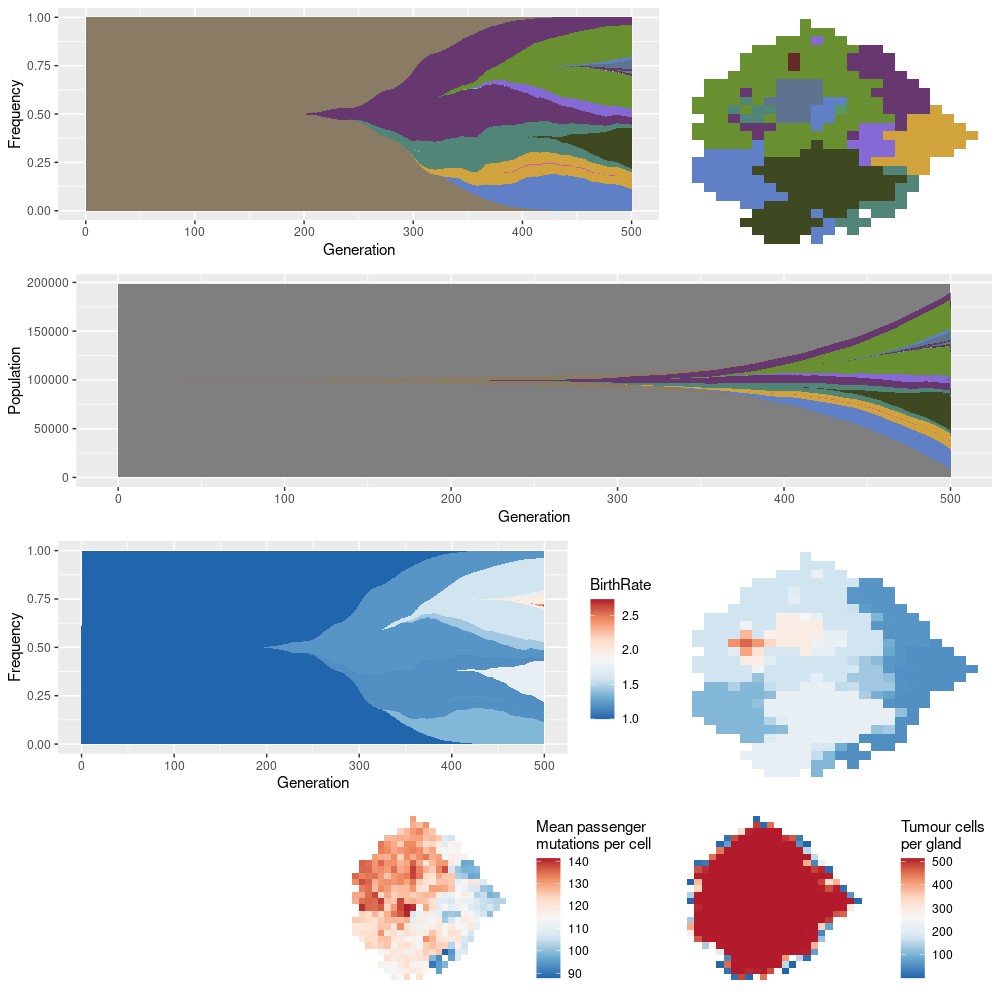 Frequency
1.00
0.75
0.50
0.25
0.00
0 100 200 300 400 500
Generation
Population
200000
150000
100000
50000
0
0 100 200 300 400 500
Generation
Frequency
1.00
0.75
0.50
0.25
0.00
0 100 200 300 400 500
Generation
BirthRate
2.5
2.0
1.5
1.0
Mean passenger
mutations per cell
140
130
120
110
100
90
Tumour cells
per gland
500
400
300
200
100